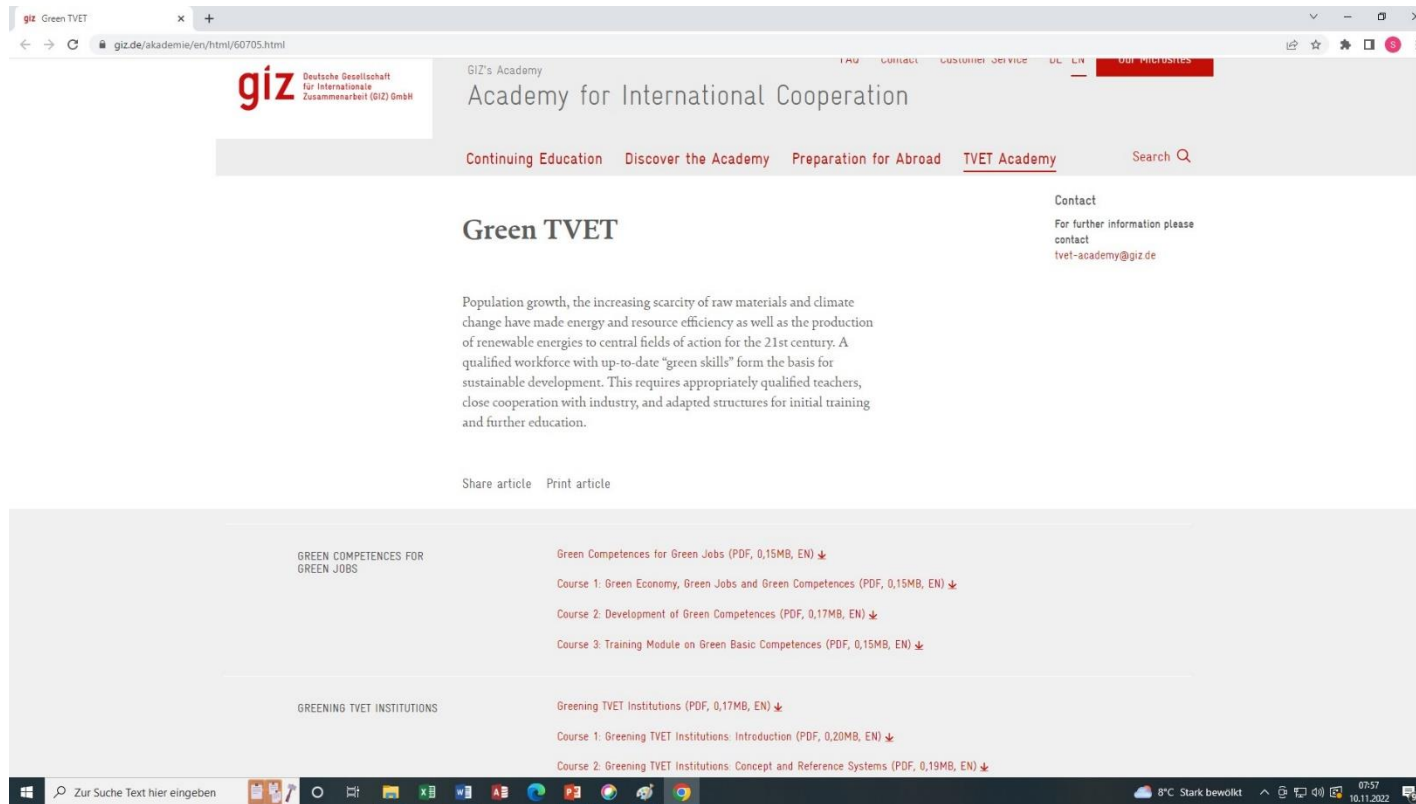 giz Green TVET
giz.de/akademie/en/html/60705.html
S
giz
Deutsche Gesellschaft
für Internationale
Zusammenarbeit (GIZ) GmbH
GIZ's Academy
FAQ Contact Customer Service DE EN Our Microsites
Academy for International Cooperation
Continuing Education Discover the Academy Preparation for Abroad TVET Academy Search
Green TVET
Contact
For further information please
contact
tvet-academy@giz.de
Population growth, the increasing scarcity of raw materials and climate
change have made energy and resource efficiency as well as the production
of renewable energies to central fields of action for the 21st century. A
qualified workforce with up-to-date “green skills” form the basis for
sustainable development. This requires appropriately qualified teachers,
close cooperation with industry, and adapted structures for initial training
and further education.
Share article Print article
GREEN COMPETENCES FOR
GREEN JOBS
Green Competences for Green Jobs (PDF, 0,15MB, EN)
Course 1: Green Economy, Green Jobs and Green Competences (PDF, 0,15MB, EN)
Course 2: Development of Green Competences (PDF, 0,17MB, EN)
Course 3: Training Module on Green Basic Competences (PDF, 0,15MB, EN)
GREENING TVET INSTITUTIONS
Greening TVET Institutions (PDF, 0,17MB, EN)
Course 1: Greening TVET Institutions: Introduction (PDF, 0,20MB, EN)
Course 2: Greening TVET Institutions: Concept and Reference Systems (PDF, 0,19MB, EN)
Zur Suche Text hier eingeben
8°C Stark bewölkt
07:57
10.11.2022